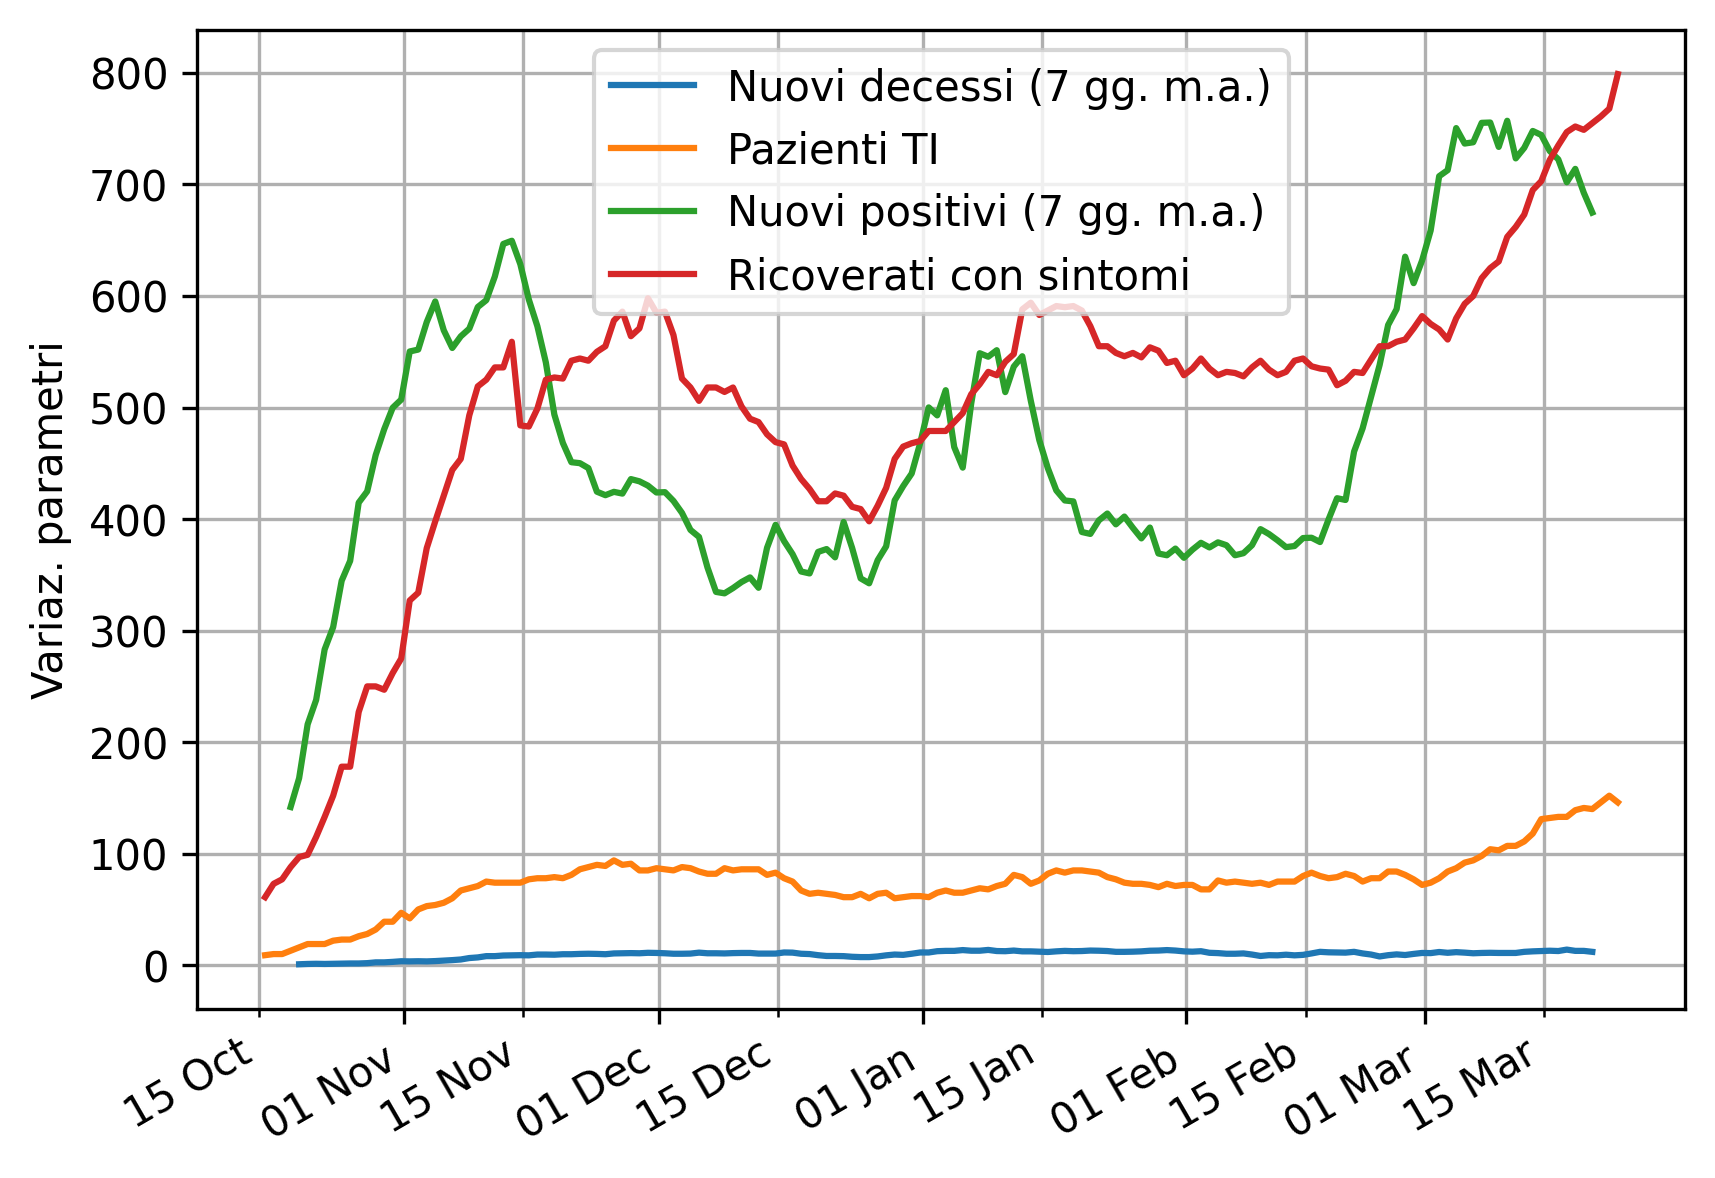 Nuovi decessi (7 gg. m.a.)
Pazienti TI
Nuovi positivi (7 gg. m.a.)
Ricoverati con sintomi
Variaz. parametri
800
700
600
500
400
300
200
100
0
15 Oct
01 Nov
15 Nov
01 Dec
15 Dec
01 Jan
15 Jan
01 Feb
15 Feb
01 Mar
15 Mar